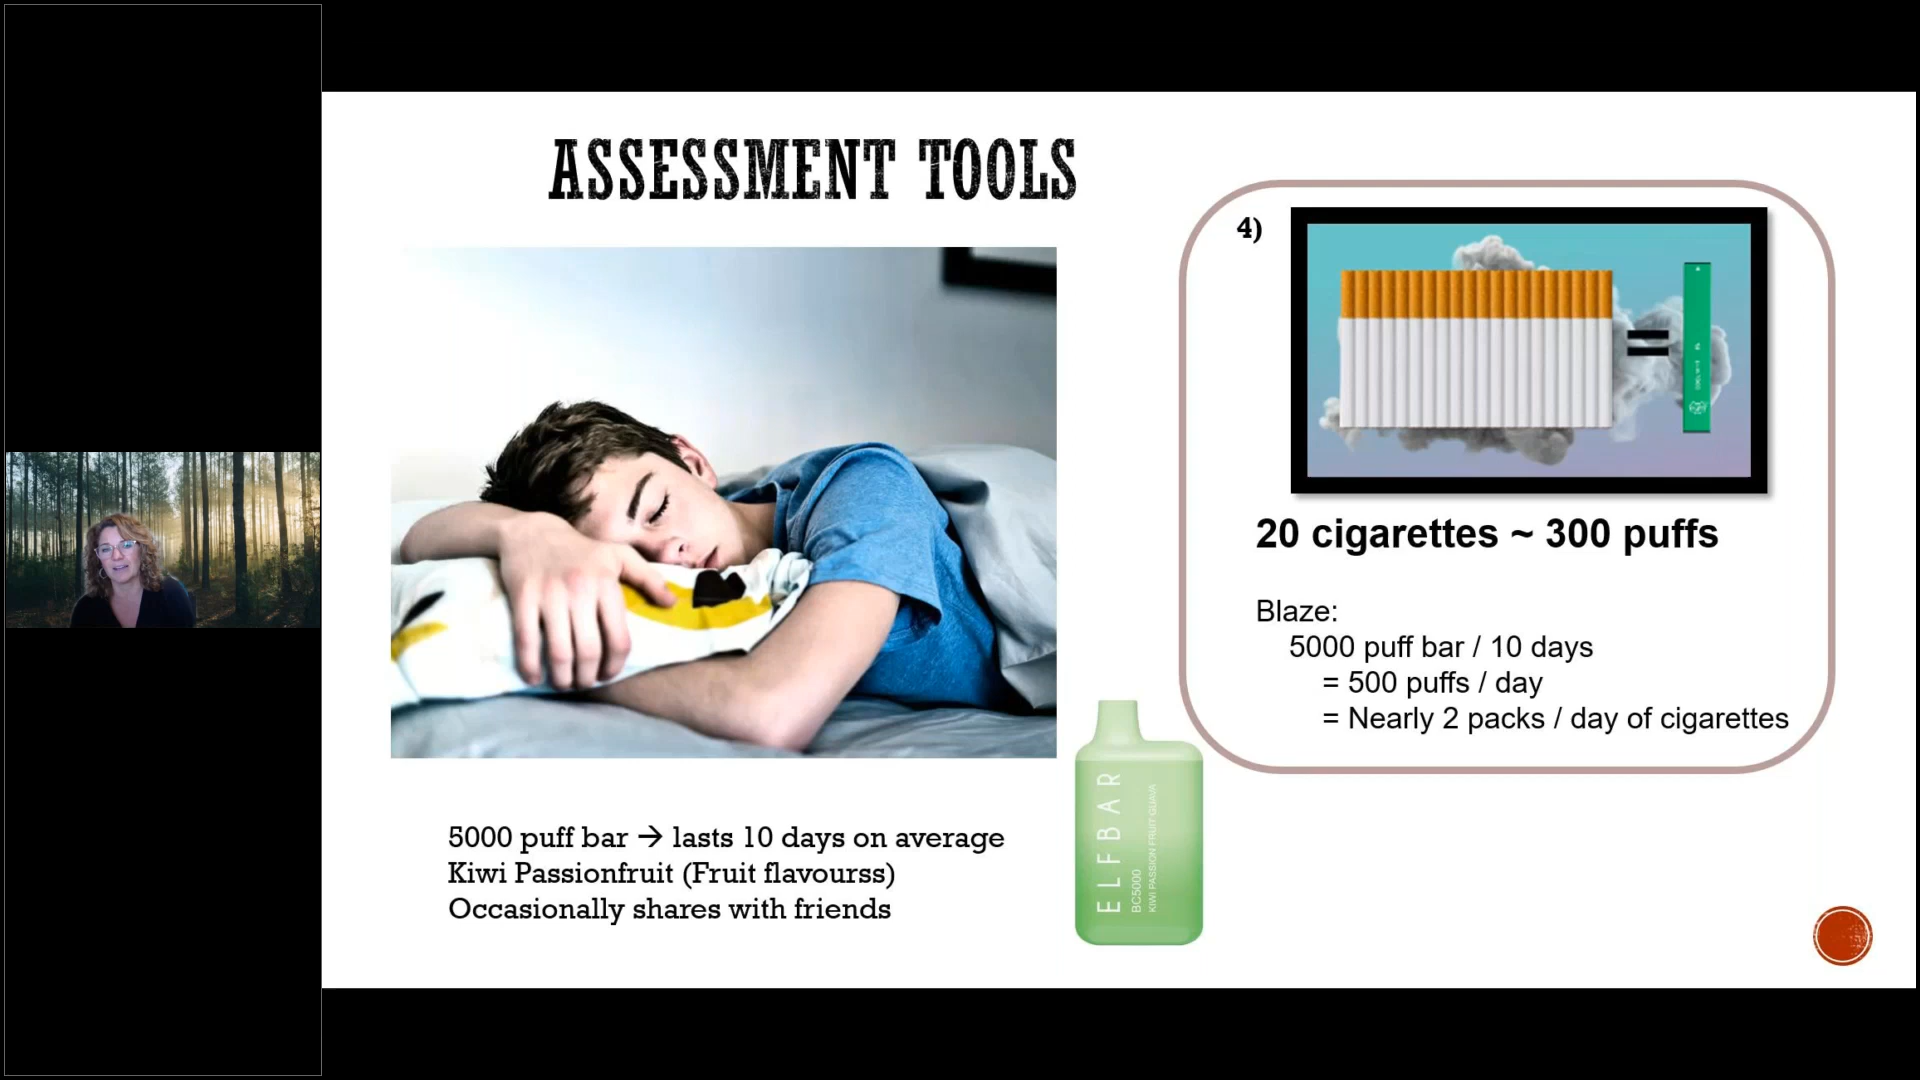 ASSESSMENT TOOLS
4)
20 cigarettes ~ 300 puffs
Blaze:
5000 puff bar / 10 days
= 500 puffs / day
= Nearly 2 packs / day of cigarettes
ELFBAR
BC5000
KIWI PASSION FRUIT GUAVA
5000 puff bar → lasts 10 days on average
Kiwi Passionfruit (Fruit flavourss)
Occasionally shares with friends